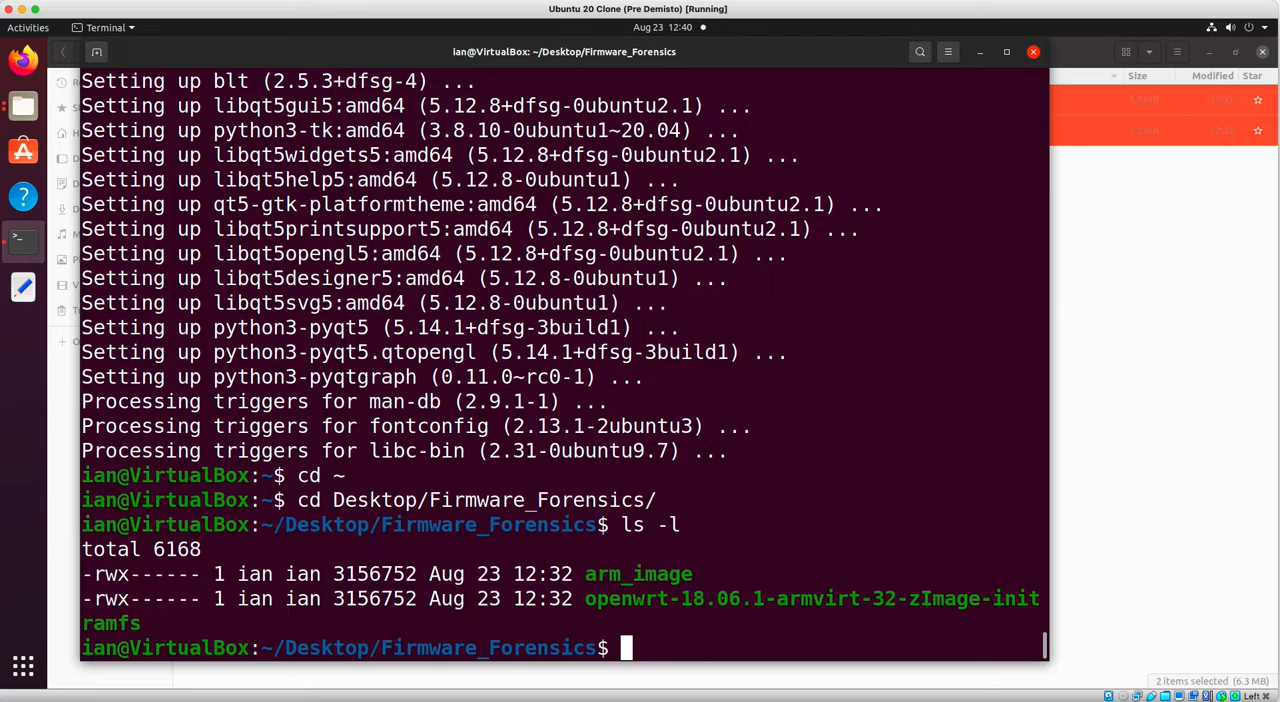 Ubuntu 20 Clone (Pre Demisto) [Running]
Activities
Terminal
Aug 23 12:40
ian@VirtualBox: ~/Desktop/Firmware_Forensics
Size
Modified
Star
Setting up blt (2.5.3+dfsg-4) ...
Setting up libqt5gui5:amd64 (5.12.8+dfsg-0ubuntu2.1) ...
Setting up python3-tk:amd64 (3.8.10-0ubuntu1~20.04) ...
Setting up libqt5widgets5:amd64 (5.12.8+dfsg-0ubuntu2.1) ...
Setting up libqt5help5:amd64 (5.12.8-0ubuntu1) ...
Setting up qt5-gtk-platformtheme:amd64 (5.12.8+dfsg-0ubuntu2.1) ...
Setting up libqt5printsupport5:amd64 (5.12.8+dfsg-0ubuntu2.1) ...
Setting up libqt5opengl5:amd64 (5.12.8+dfsg-0ubuntu2.1) ...
Setting up libqt5designer5:amd64 (5.12.8-0ubuntu1) ...
Setting up libqt5svg5:amd64 (5.12.8-0ubuntu1) ...
Setting up python3-pyqt5 (5.14.1+dfsg-3build1) ...
Setting up python3-pyqt5.qtopengl (5.14.1+dfsg-3build1) ...
Setting up python3-pyqtgraph (0.11.0~rc0-1) ...
Processing triggers for man-db (2.9.1-1) ...
Processing triggers for fontconfig (2.13.1-2ubuntu3) ...
Processing triggers for libc-bin (2.31-0ubuntu9.7) ...
ian@VirtualBox:~$ cd ~
ian@VirtualBox:~$ cd Desktop/Firmware_Forensics/
ian@VirtualBox:~/Desktop/Firmware_Forensics$ ls -l
total 6168
-rwx------ 1 ian ian 3156752 Aug 23 12:32 arm_image
-rwx------ 1 ian ian 3156752 Aug 23 12:32 openwrt-18.06.1-armvirt-32-zImage-init
ramfs
ian@VirtualBox:~/Desktop/Firmware_Forensics$
2 items selected (6.3 MB)
Left ⌘